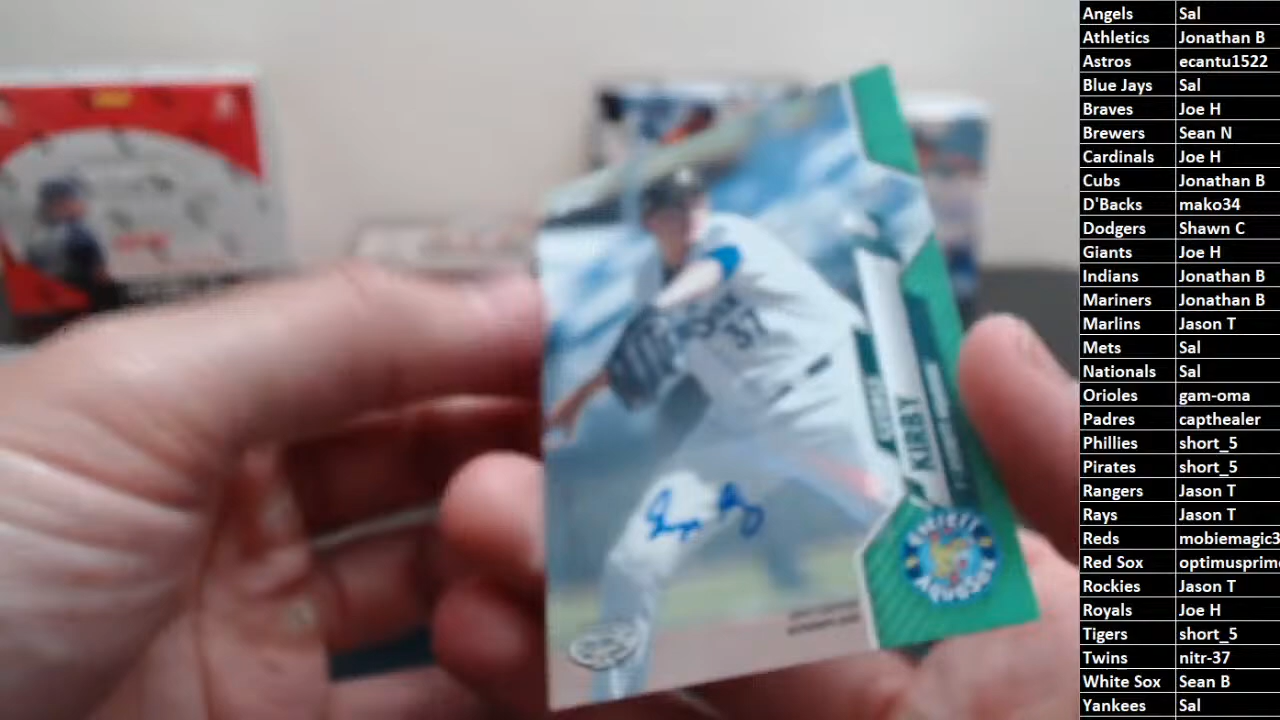 37
KIRBY
Everett
AquaSox
Angels Sal
Athletics Jonathan B
Astros ecantu1522
Blue Jays Sal
Braves Joe H
Brewers Sean N
Cardinals Joe H
Cubs Jonathan B
D'Backs mako34
Dodgers Shawn C
Giants Joe H
Indians Jonathan B
Mariners Jonathan B
Marlins Jason T
Mets Sal
Nationals Sal
Orioles gam-oma
Padres capthealer
Phillies short_5
Pirates short_5
Rangers Jason T
Rays Jason T
Reds mobiemagic3
Red Sox optimusprime
Rockies Jason T
Royals Joe H
Tigers short_5
Twins nitr-37
White Sox Sean B
Yankees Sal